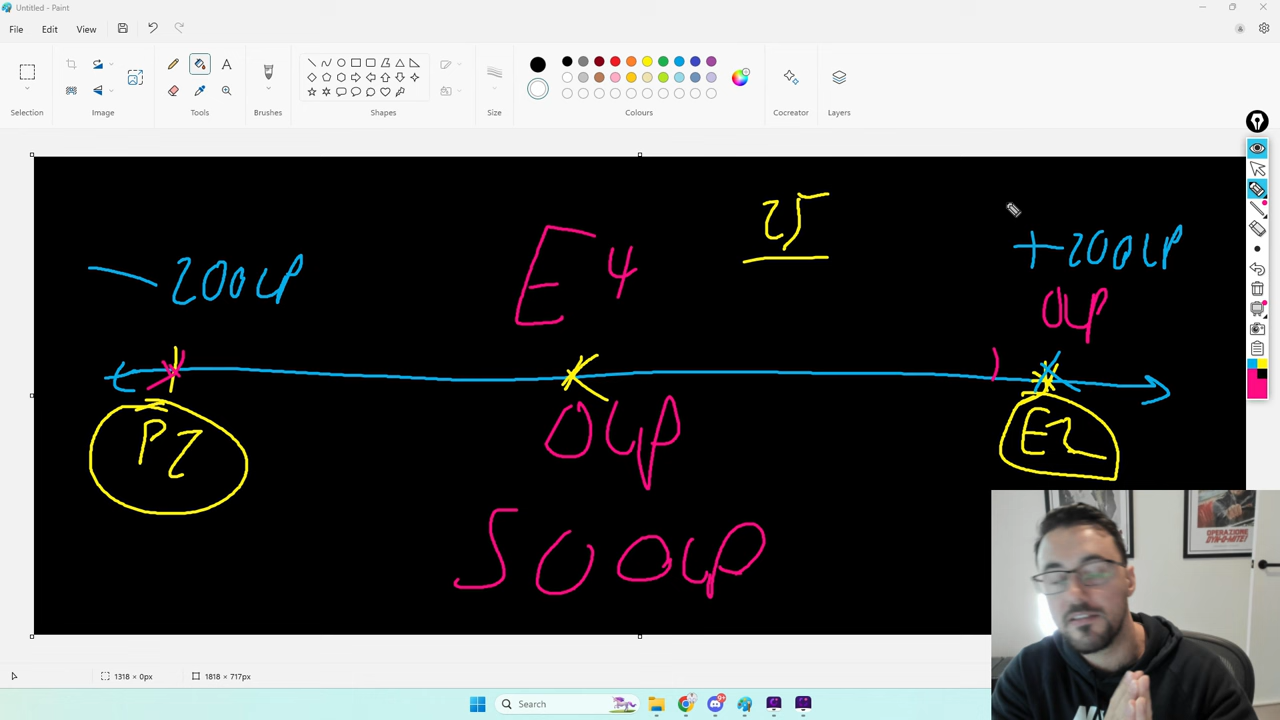 Untitled - Paint
File Edit View
Selection
Image
Tools
Brushes
Shapes
Size
Colours
Cocreator
Layers
25
-200LP
E4
+200LP
0LP
P2
0LP
E2
500LP
OPERAZIONE
1318 × 0px
1818 × 717px
Search